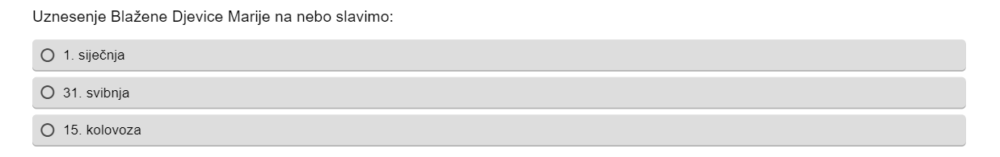 Uznesenje Blažene Djevice Marije na nebo slavimo:
1. siječnja
31. svibnja
15. kolovoza